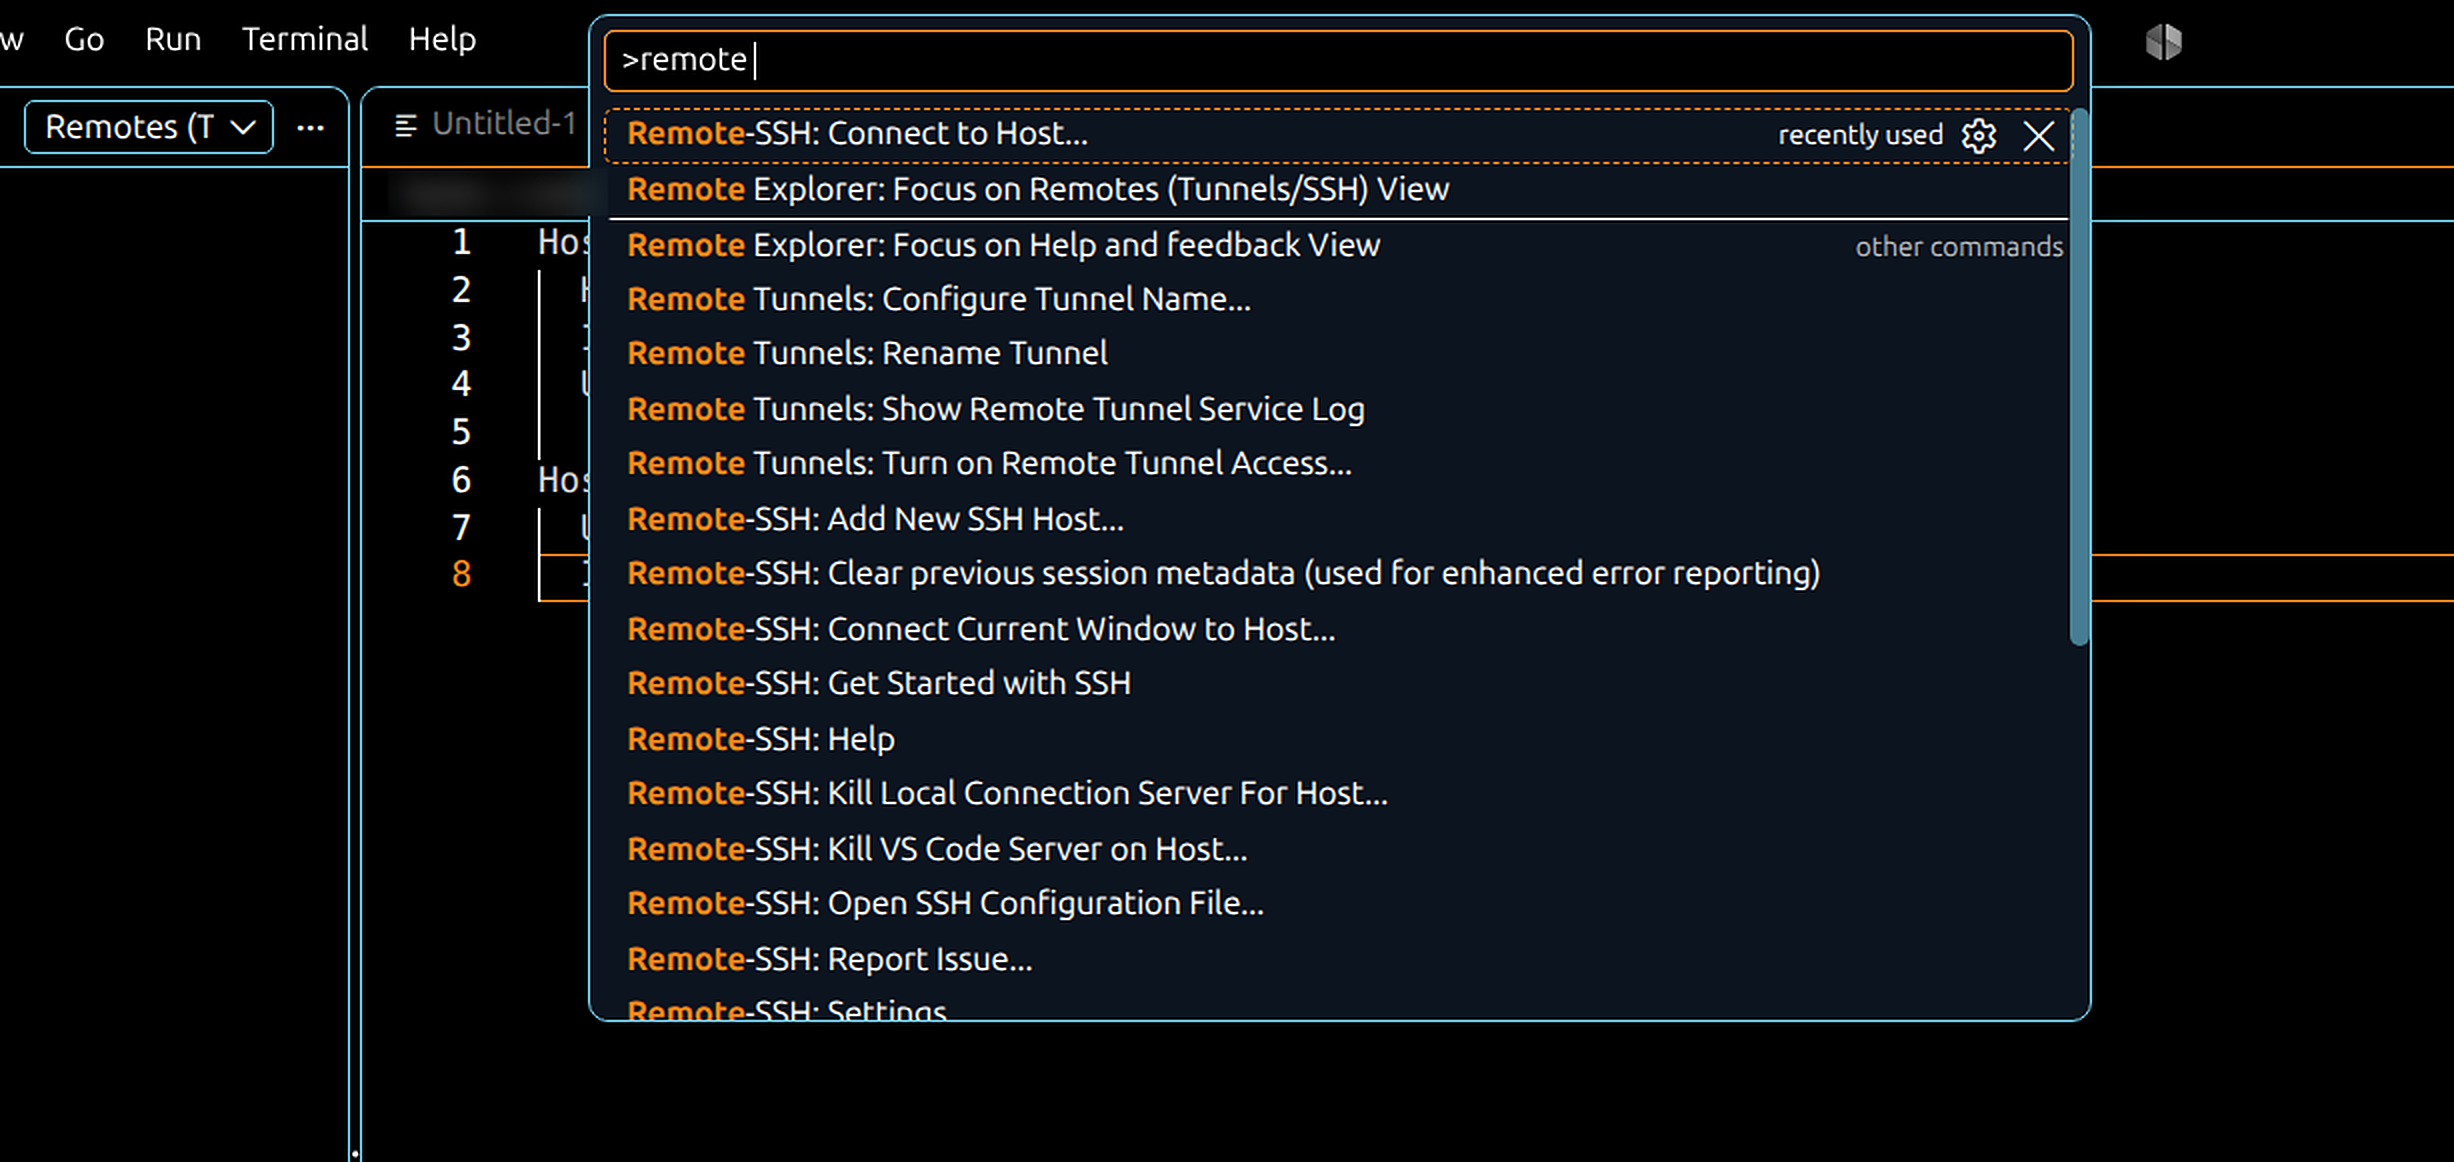 Go Run Terminal Help
>remote
Remotes (T
Untitled-1
Remote-SSH: Connect to Host... recently used
Remote Explorer: Focus on Remotes (Tunnels/SSH) View
Remote Explorer: Focus on Help and feedback View other commands
Remote Tunnels: Configure Tunnel Name...
Remote Tunnels: Rename Tunnel
Remote Tunnels: Show Remote Tunnel Service Log
Remote Tunnels: Turn on Remote Tunnel Access...
Remote-SSH: Add New SSH Host...
Remote-SSH: Clear previous session metadata (used for enhanced error reporting)
Remote-SSH: Connect Current Window to Host...
Remote-SSH: Get Started with SSH
Remote-SSH: Help
Remote-SSH: Kill Local Connection Server For Host...
Remote-SSH: Kill VS Code Server on Host...
Remote-SSH: Open SSH Configuration File...
Remote-SSH: Report Issue...
Remote-SSH: Settings
1 Hos
2
3
4
5
6 Hos
7
8